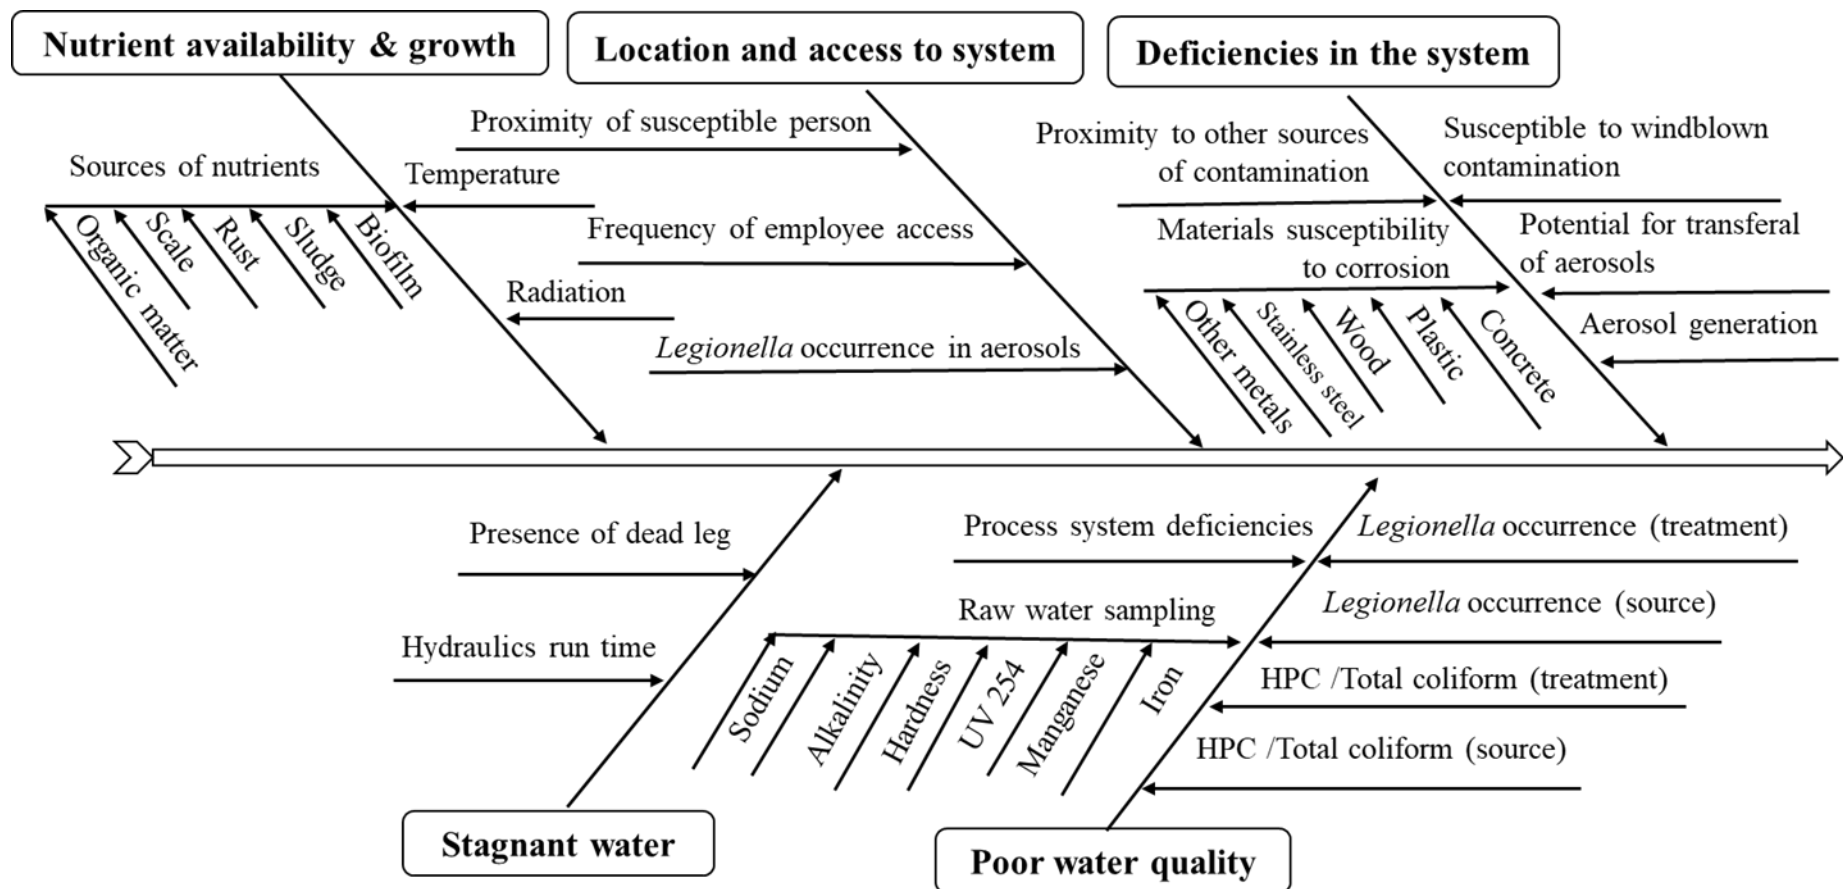 Nutrient availability & growth
Location and access to system
Deficiencies in the system
Proximity of susceptible person
Proximity to other sources
of contamination
Susceptible to windblown
contamination
Sources of nutrients
Temperature
Organic matter
Scale
Rust
Sludge
Biofilm
Frequency of employee access
Materials susceptibility
to corrosion
Potential for transferal
of aerosols
Radiation
Legionella occurrence in aerosols
Other metals
Stainless steel
Wood
Plastic
Concrete
Aerosol generation
Presence of dead leg
Process system deficiencies
Legionella occurrence (treatment)
Hydraulics run time
Raw water sampling
Legionella occurrence (source)
Sodium
Alkalinity
Hardness
UV 254
Manganese
Iron
HPC /Total coliform (treatment)
HPC /Total coliform (source)
Stagnant water
Poor water quality